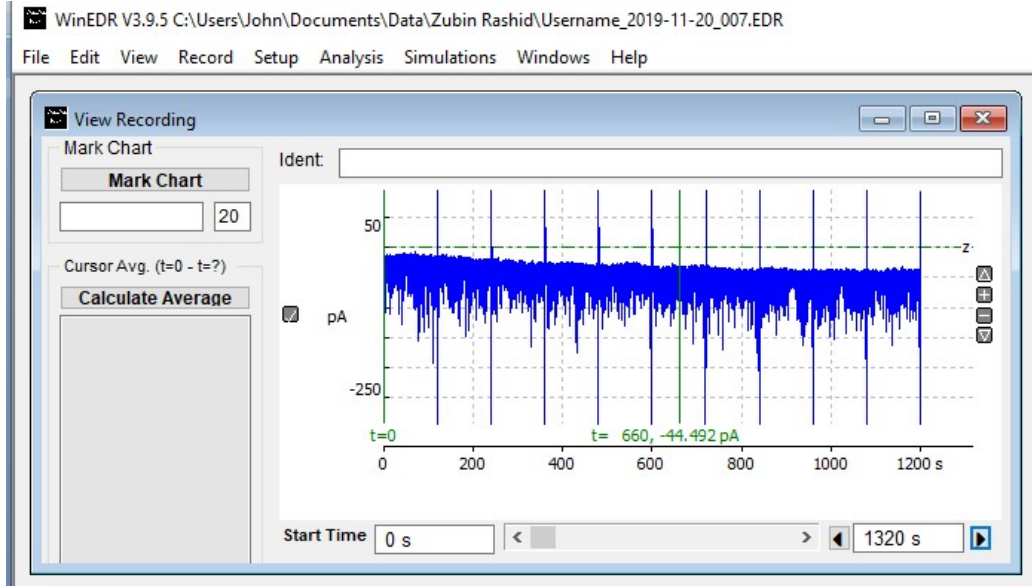 WinEDR V3.9.5 C:\Users\John\Documents\Data\Zubin Rashid\Username_2019-11-20_007.EDR
File Edit View Record Setup Analysis Simulations Windows Help
View Recording
Mark Chart
Mark Chart
20
Cursor Avg. (t=0 - t=?)
Calculate Average
Ident:
50
z
pA
-250
t=0
t= 660, -44.492 pA
0 200 400 600 800 1000 1200 s
Start Time 0 s
1320 s